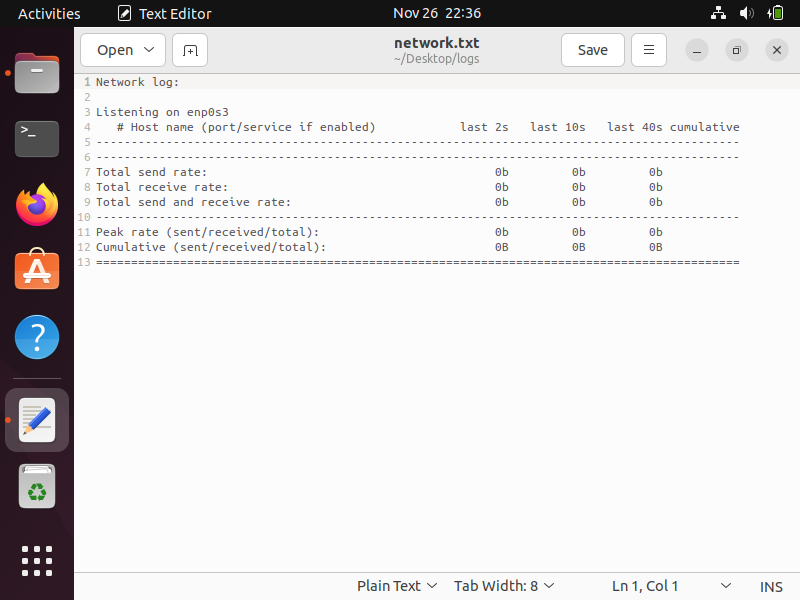 Activities Text Editor Nov 26 22:36
Open network.txt Save
~/Desktop/logs
1 Network log:
2
3 Listening on enp0s3
4    # Host name (port/service if enabled)            last 2s   last 10s   last 40s cumulative
5 --------------------------------------------------------------------------------------------
6 --------------------------------------------------------------------------------------------
7 Total send rate:                                         0b         0b         0b
8 Total receive rate:                                      0b         0b         0b
9 Total send and receive rate:                             0b         0b         0b
10 --------------------------------------------------------------------------------------------
11 Peak rate (sent/received/total):                         0b         0b         0b
12 Cumulative (sent/received/total):                        0B         0B         0B
13 ============================================================================================
Plain Text Tab Width: 8 Ln 1, Col 1 INS